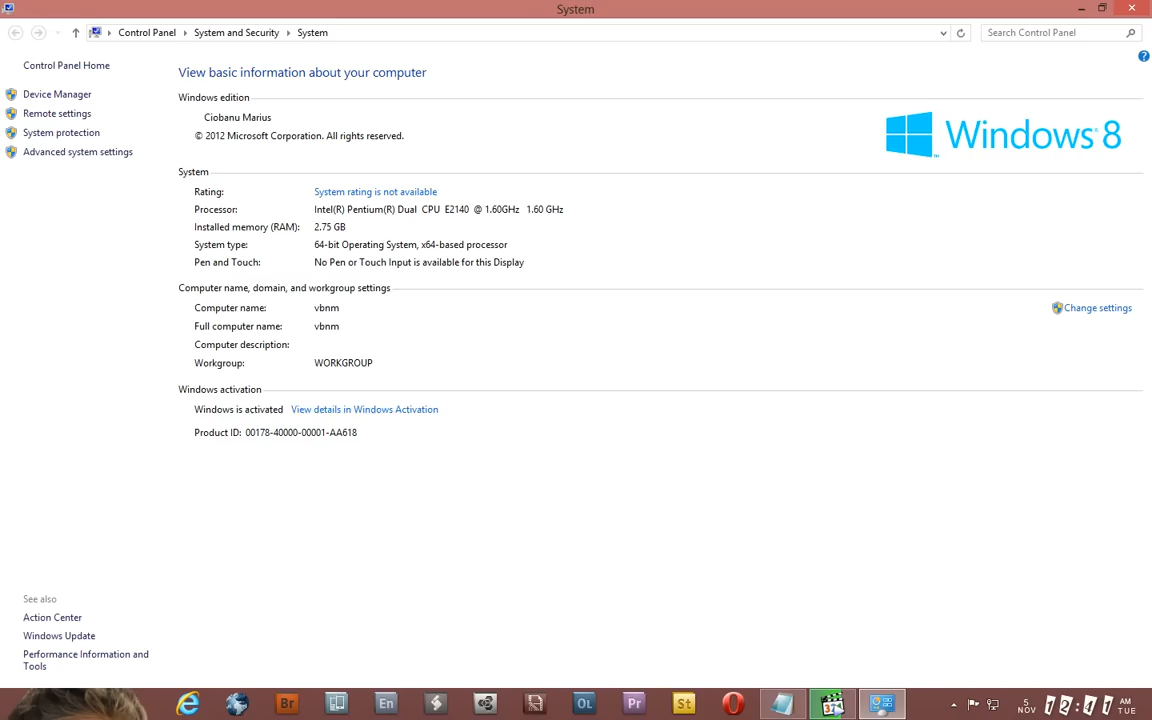 System
Control Panel System and Security System
Search Control Panel
Control Panel Home
Device Manager
Remote settings
System protection
Advanced system settings
View basic information about your computer
Windows edition
Ciobanu Marius
© 2012 Microsoft Corporation. All rights reserved.
Windows 8
System
Rating: System rating is not available
Processor: Intel(R) Pentium(R) Dual CPU E2140 @ 1.60GHz 1.60 GHz
Installed memory (RAM): 2.75 GB
System type: 64-bit Operating System, x64-based processor
Pen and Touch: No Pen or Touch Input is available for this Display
Computer name, domain, and workgroup settings
Computer name: vbnm
Change settings
Full computer name: vbnm
Computer description:
Workgroup: WORKGROUP
Windows activation
Windows is activated View details in Windows Activation
Product ID: 00178-40000-00001-AA618
See also
Action Center
Windows Update
Performance Information and
Tools
Br En OL Pr St 5 NOV 12:41 AM TUE